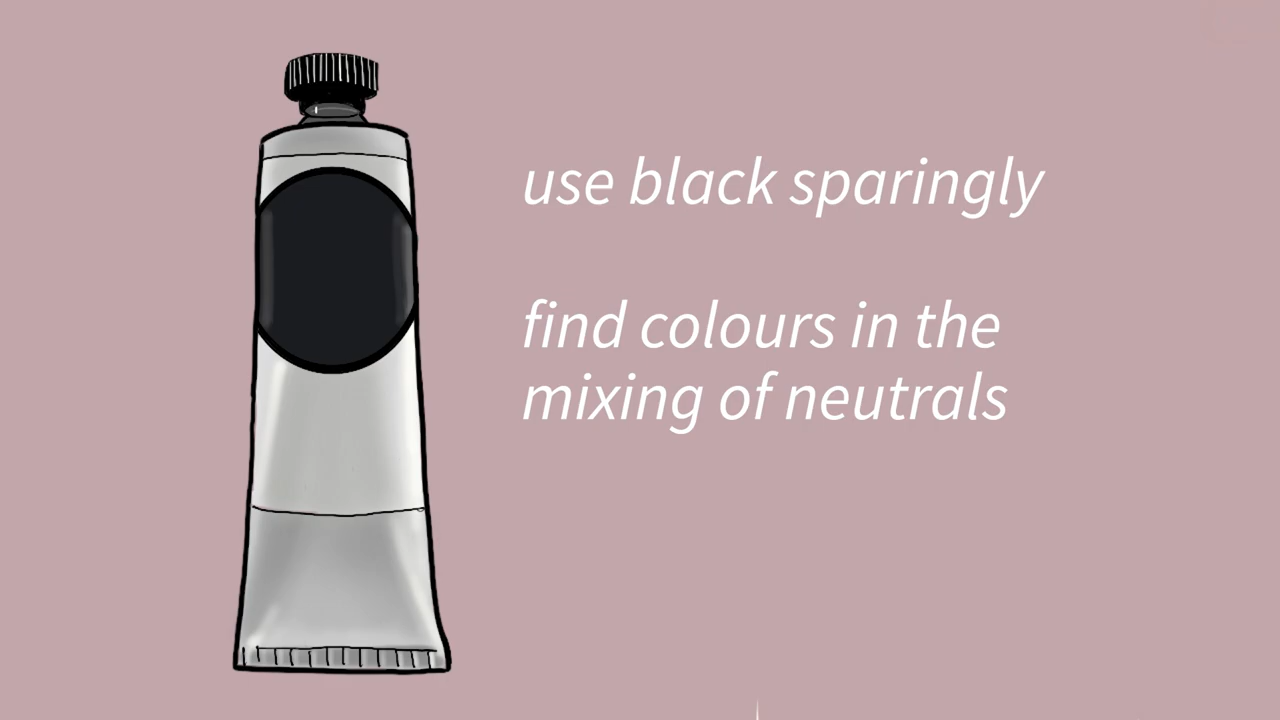 use black sparingly
find colours in the
mixing of neutrals